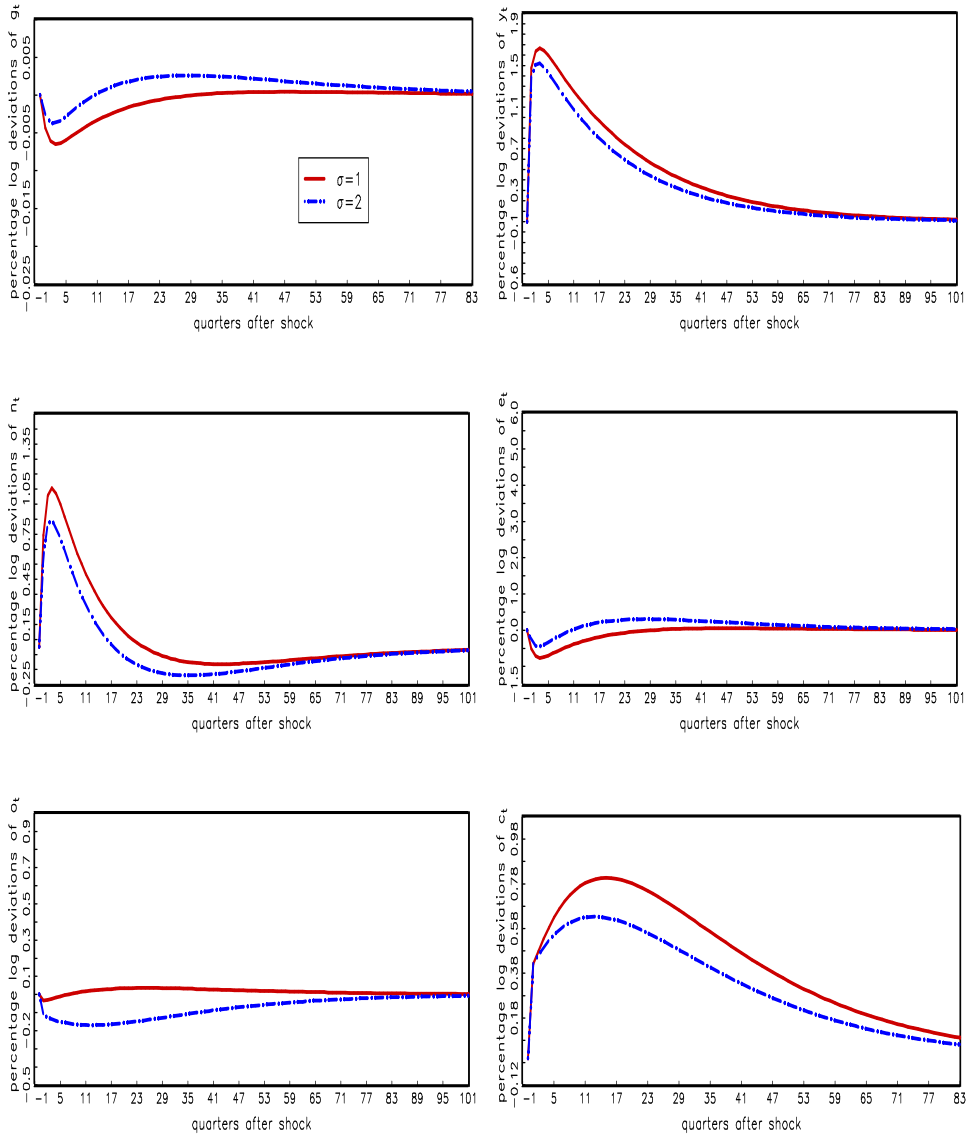 percentage log deviations of gₜ
−0.025 −0.015 −0.005 0.005
σ=1
σ=2
−1 5 11 17 23 29 35 41 47 53 59 65 71 77 83
quarters after shock
percentage log deviations of yₜ
−0.6 −0.1 0.3 0.7 1.1 1.5 1.9
−1 5 11 17 23 29 35 41 47 53 59 65 71 77 83 89 95 101
quarters after shock
percentage log deviations of nₜ
−0.25 0.15 0.45 0.75 1.05 1.35
−1 5 11 17 23 29 35 41 47 53 59 65 71 77 83 89 95 101
quarters after shock
percentage log deviations of eₜ
−1.5 0.0 1.0 2.0 3.0 4.0 5.0 6.0
−1 5 11 17 23 29 35 41 47 53 59 65 71 77 83 89 95 101
quarters after shock
percentage log deviations of oₜ
−0.5 −0.2 0.1 0.4 0.7 0.9
−1 5 11 17 23 29 35 41 47 53 59 65 71 77 83 89 95 101
quarters after shock
percentage log deviations of cₜ
−0.12 0.18 0.38 0.58 0.78 0.98
−1 5 11 17 23 29 35 41 47 53 59 65 71 77 83
quarters after shock